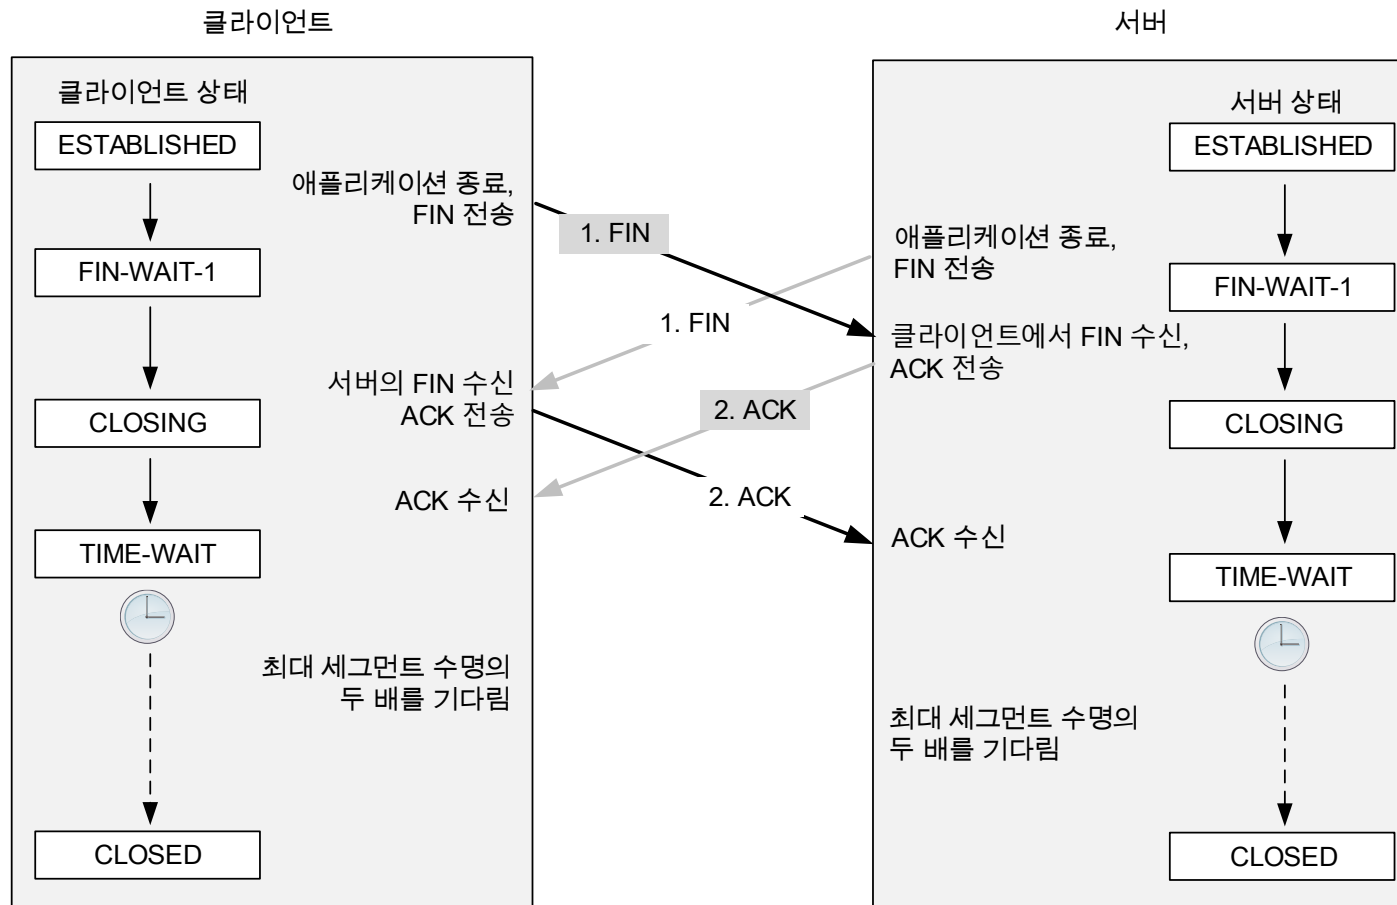 클라이언트
서버
클라이언트 상태
서버 상태
ESTABLISHED
ESTABLISHED
애플리케이션 종료,
FIN 전송
1. FIN
애플리케이션 종료,
FIN 전송
FIN-WAIT-1
FIN-WAIT-1
1. FIN
클라이언트에서 FIN 수신,
ACK 전송
서버의 FIN 수신
ACK 전송
2. ACK
CLOSING
CLOSING
ACK 수신
2. ACK
ACK 수신
TIME-WAIT
TIME-WAIT
최대 세그먼트 수명의
두 배를 기다림
최대 세그먼트 수명의
두 배를 기다림
CLOSED
CLOSED